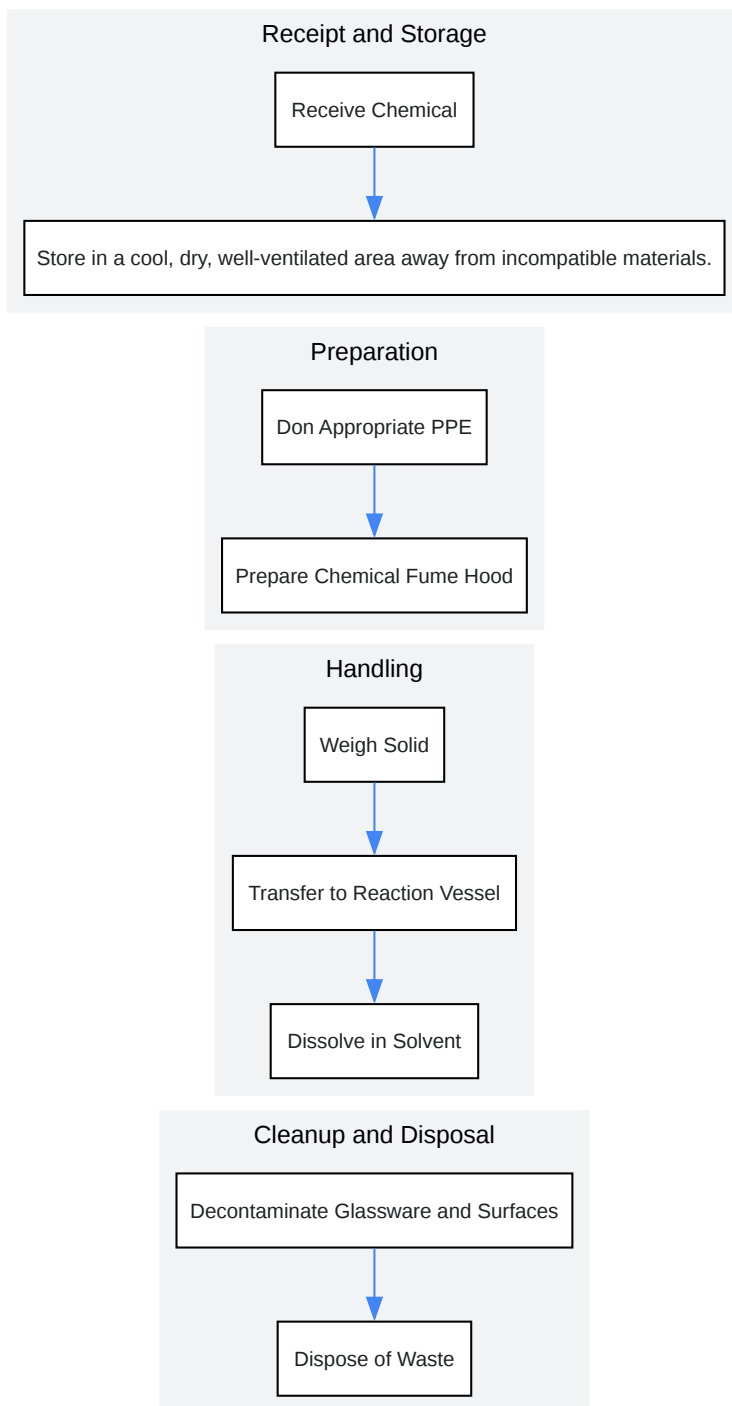 Receipt and Storage
Receive Chemical
Store in a cool, dry, well-ventilated area away from incompatible materials.
Preparation
Don Appropriate PPE
Prepare Chemical Fume Hood
Handling
Weigh Solid
Transfer to Reaction Vessel
Dissolve in Solvent
Cleanup and Disposal
Decontaminate Glassware and Surfaces
Dispose of Waste